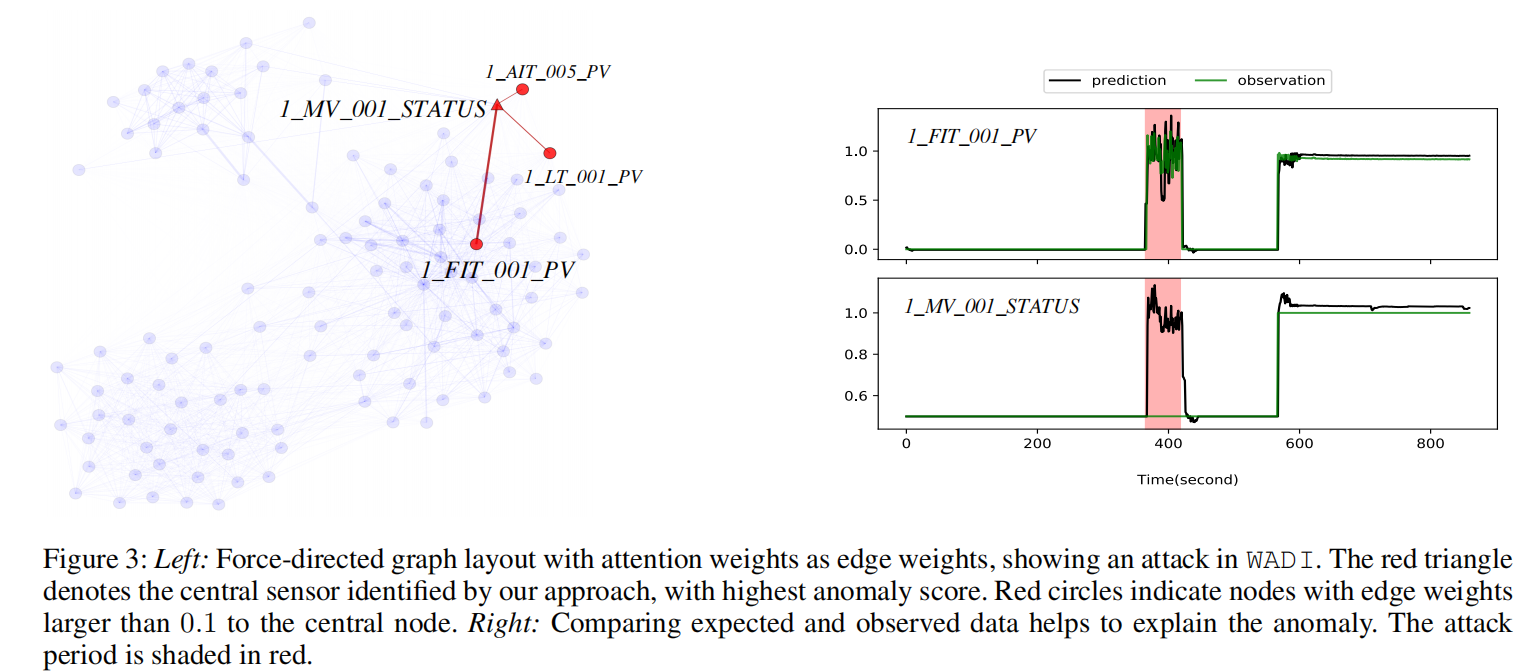 1_AIT_005_PV
1_MV_001_STATUS
1_LT_001_PV
1_FIT_001_PV
prediction
observation
1_FIT_001_PV
1.0
0.5
0.0
1_MV_001_STATUS
1.0
0.8
0.6
0 200 400 600 800
Time(second)
Figure 3: Left: Force-directed graph layout with attention weights as edge weights, showing an attack in WADI. The red triangle
denotes the central sensor identified by our approach, with highest anomaly score. Red circles indicate nodes with edge weights
larger than 0.1 to the central node. Right: Comparing expected and observed data helps to explain the anomaly. The attack
period is shaded in red.